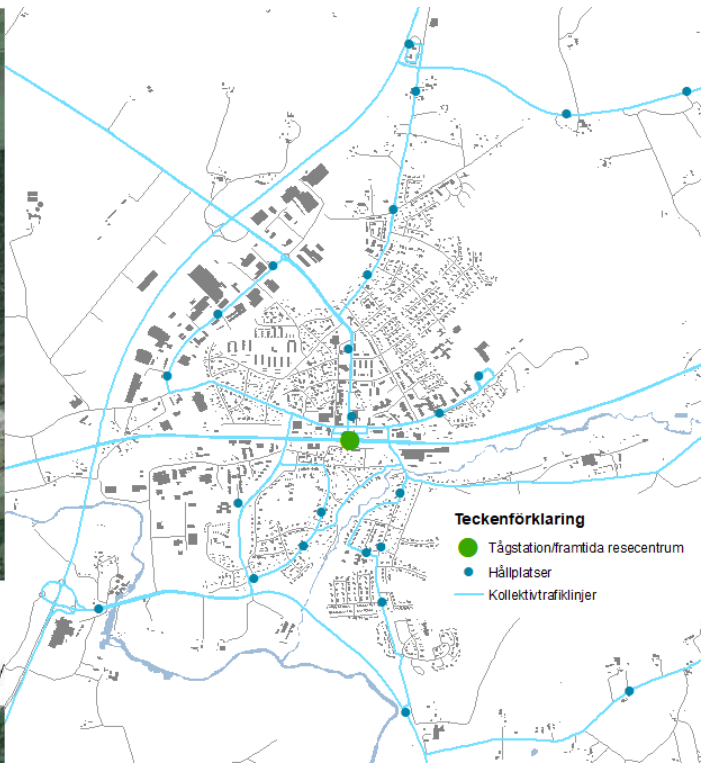 Teckenförklaring
Tågstation/framtida resecentrum
Hållplatser
Kollektivtrafiklinjer